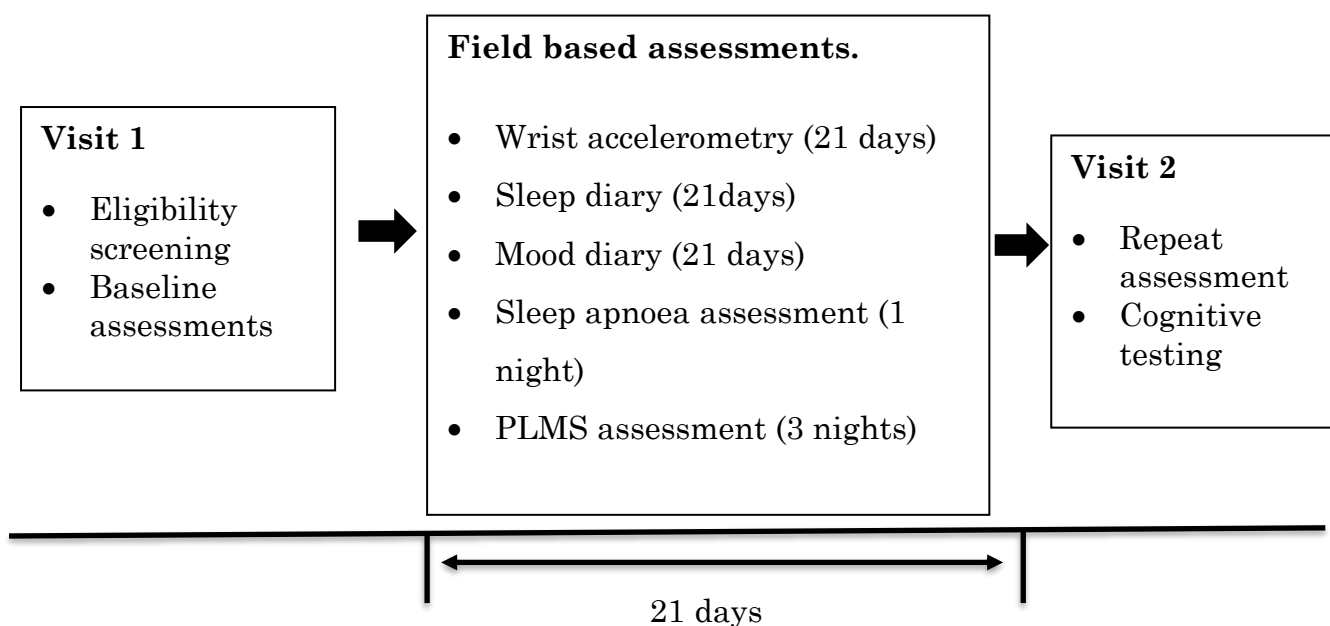 Visit 1
• Eligibility
screening
• Baseline
assessments
Field based assessments.
• Wrist accelerometry (21 days)
• Sleep diary (21days)
• Mood diary (21 days)
• Sleep apnoea assessment (1
night)
• PLMS assessment (3 nights)
Visit 2
• Repeat
assessment
• Cognitive
testing
21 days